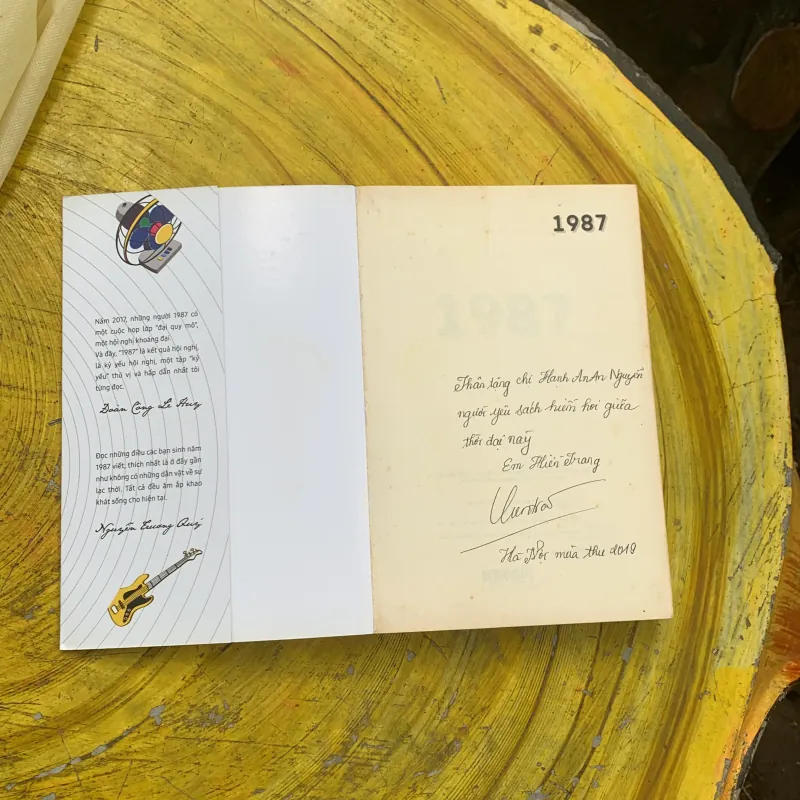 Năm 2017, những người 1987 có
một cuộc họp lớp "đại quy mô",
một hội nghị khoáng đại.
Và đây, "1987" là kết quả hội nghị,
là kỷ yếu hội nghị, một tập "kỷ
yếu" thú vị và hấp dẫn nhất tôi
từng đọc.
Đoàn Công Lê Huy
Đọc những điều các bạn sinh năm
1987 viết, thích nhất là ở đấy gần
như không có những dằn vặt về sự
lạc thời. Tất cả đều ấm áp khao
khát sống cho hiện tại.
Nguyễn Trương Quý
1987
Thân tặng chị Hanh AnAn Nguyễn
người yêu sách hiếm hoi giữa
thời đại này
Em Hiền Trang
Hà Nội mùa thu 2019